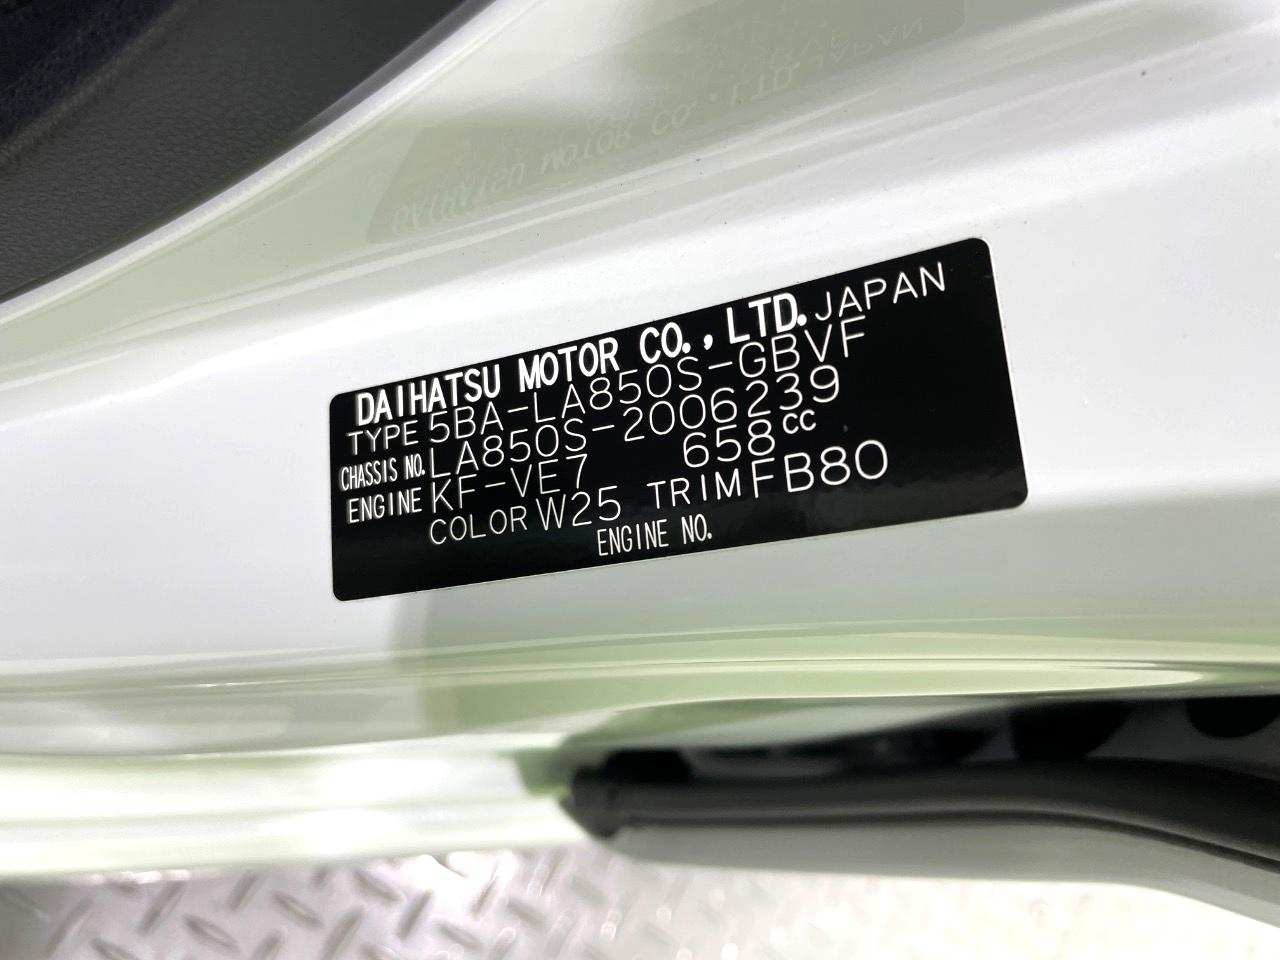 DAIHATSU MOTOR CO., LTD. JAPAN
TYPE 5BA-LA850S-GBVF
CHASSIS NO. LA850S-2006239
ENGINE KF-VE7 658cc
COLOR W25 TRIM FB80
ENGINE NO.